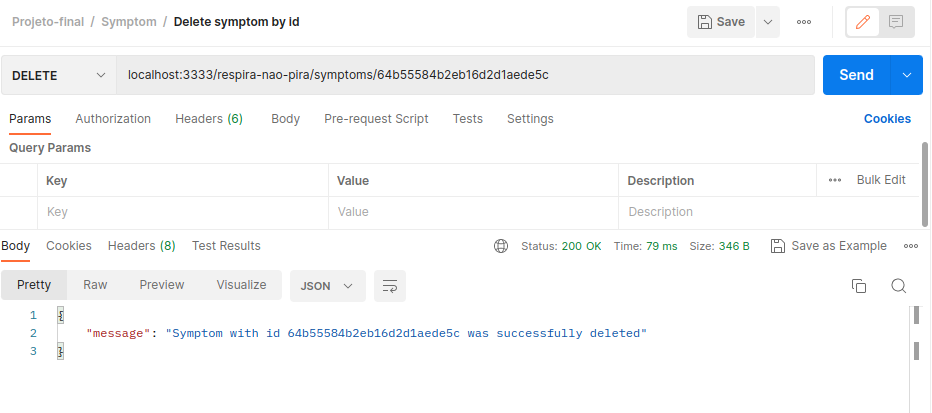 Projeto-final / Symptom / Delete symptom by id Save
DELETE localhost:3333/respira-nao-pira/symptoms/64b55584b2eb16d2d1aede5c Send
Params Authorization Headers (6) Body Pre-request Script Tests Settings Cookies
Query Params
Key Value Description Bulk Edit
Key Value Description
Body Cookies Headers (8) Test Results Status: 200 OK Time: 79 ms Size: 346 B Save as Example
Pretty Raw Preview Visualize JSON
1 {
2 "message": "Symptom with id 64b55584b2eb16d2d1aede5c was successfully deleted"
3 }